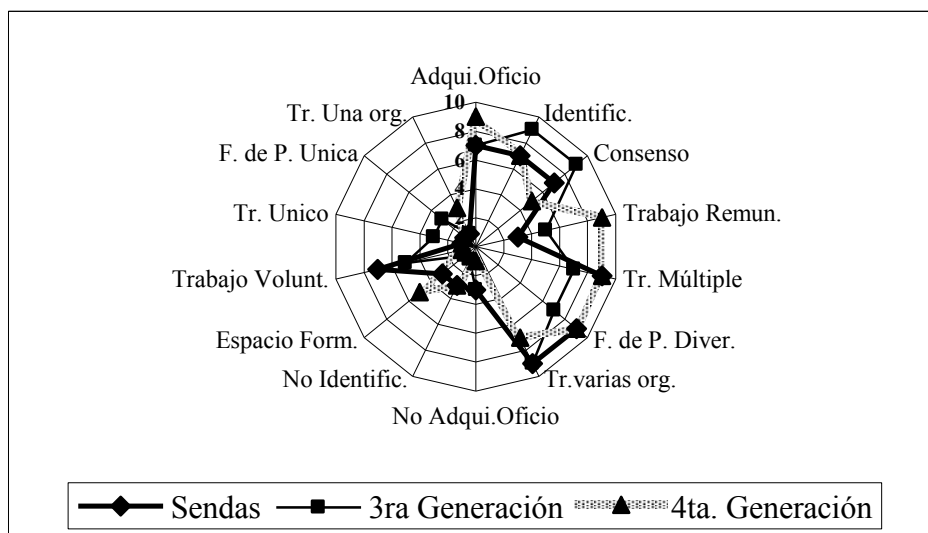 Adqui.Oficio
Tr. Una org.
Identific.
F. de P. Unica
Consenso
Tr. Unico
Trabajo Remun.
Trabajo Volunt.
Tr. Múltiple
Espacio Form.
F. de P. Diver.
No Identific.
Tr.varias org.
No Adqui.Oficio
10
8
6
4
2
Sendas
3ra Generación
4ta. Generación